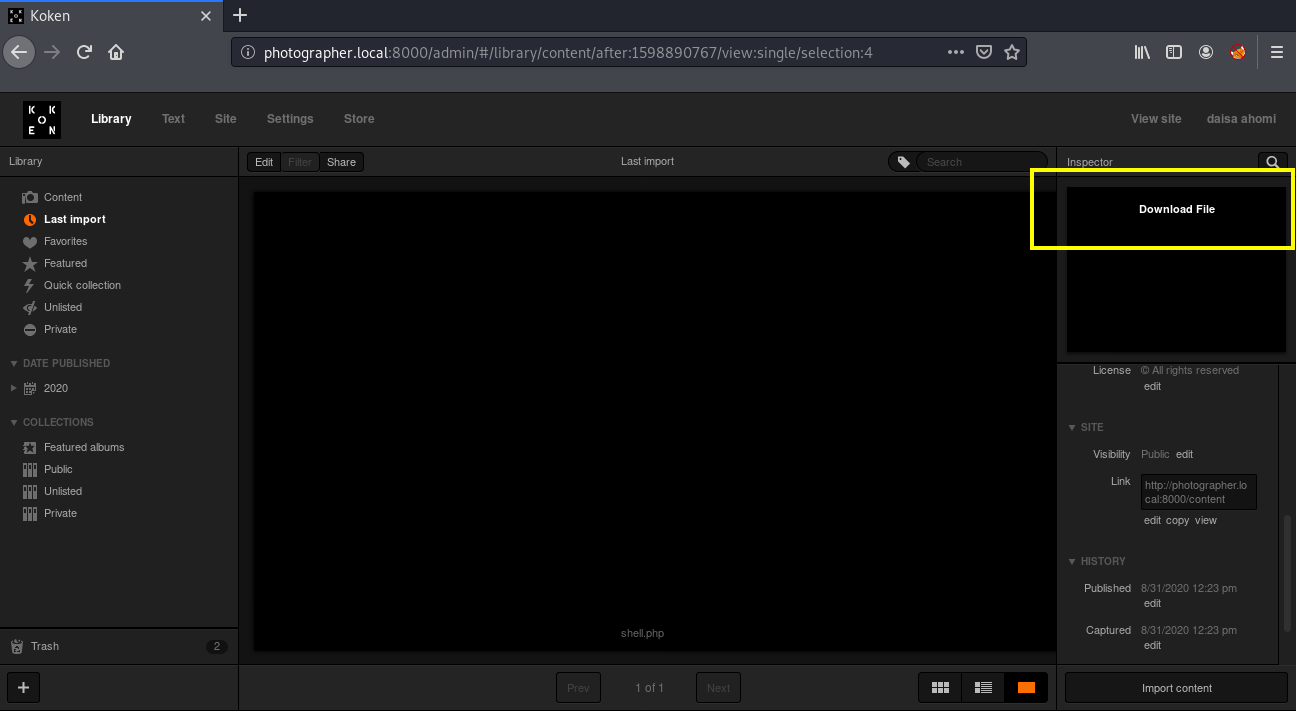 Koken
photographer.local:8000/admin/#/library/content/after:1598890767/view:single/selection:4
K K
O
E N
Library
Text
Site
Settings
Store
View site
daisa ahomi
Library
Edit
Filter
Share
Last import
Search
Inspector
Content
Last import
Favorites
Featured
Quick collection
Unlisted
Private
DATE PUBLISHED
2020
COLLECTIONS
Featured albums
Public
Unlisted
Private
Trash
2
shell.php
Prev
1 of 1
Next
Download File
License © All rights reserved
edit
SITE
Visibility Public edit
Link http://photographer.lo
cal:8000/content
edit copy view
HISTORY
Published 8/31/2020 12:23 pm
edit
Captured 8/31/2020 12:23 pm
edit
Import content